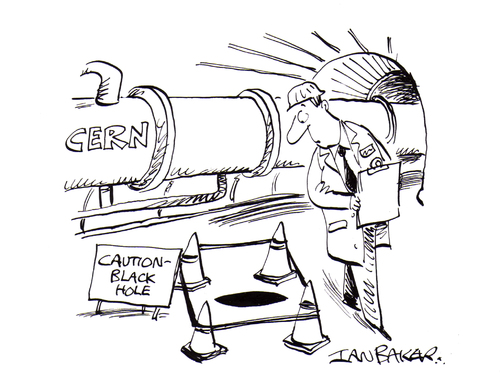 CERN
CAUTION-
BLACK
HOLE
IAN BAKER.